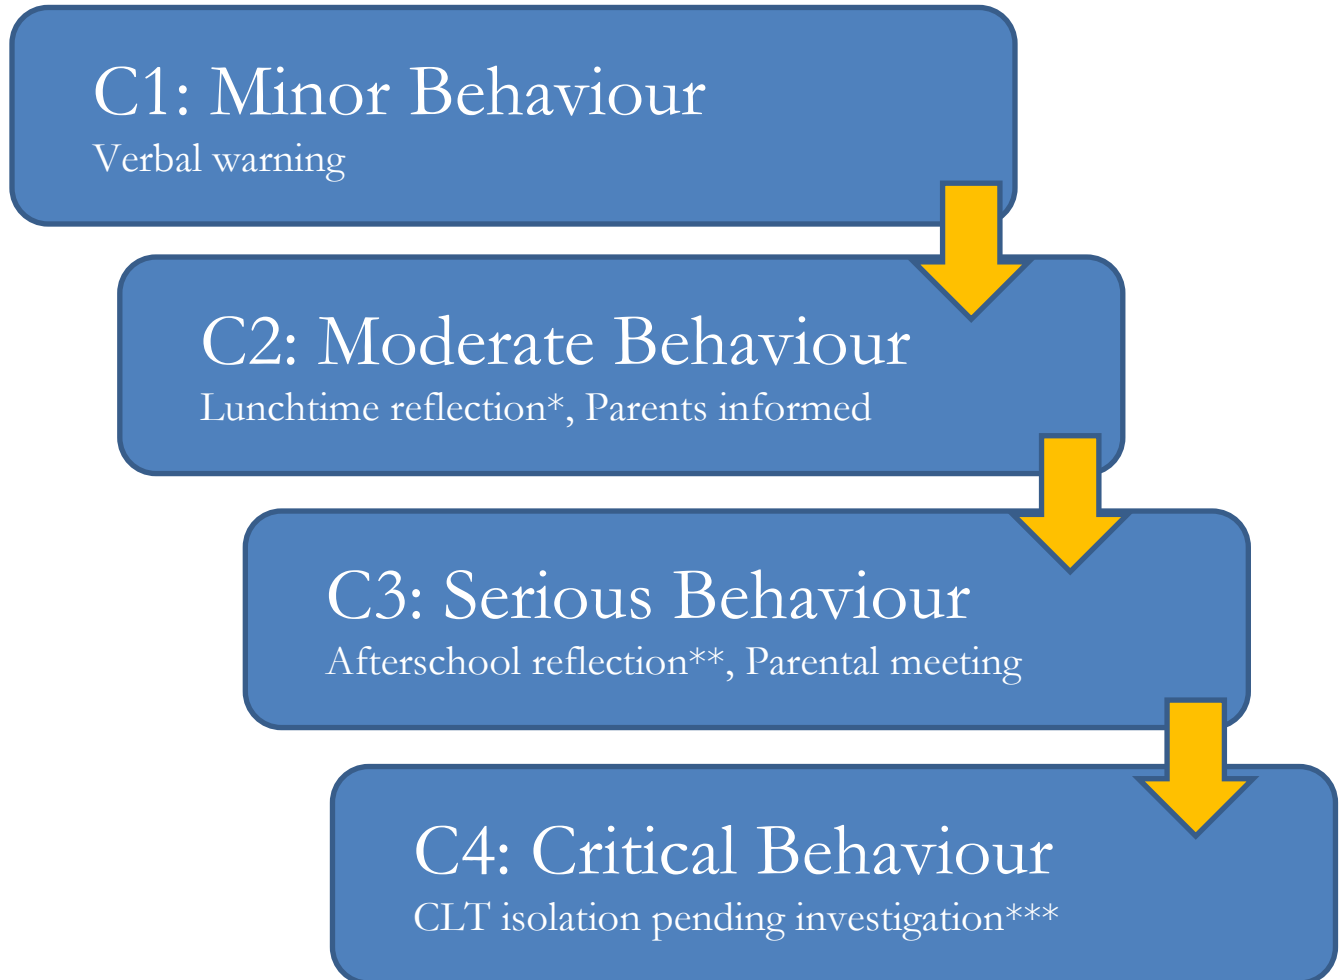 C1: Minor Behaviour
Verbal warning
C2: Moderate Behaviour
Lunchtime reflection*, Parents informed
C3: Serious Behaviour
Afterschool reflection**, Parental meeting
C4: Critical Behaviour
CLT isolation pending investigation***